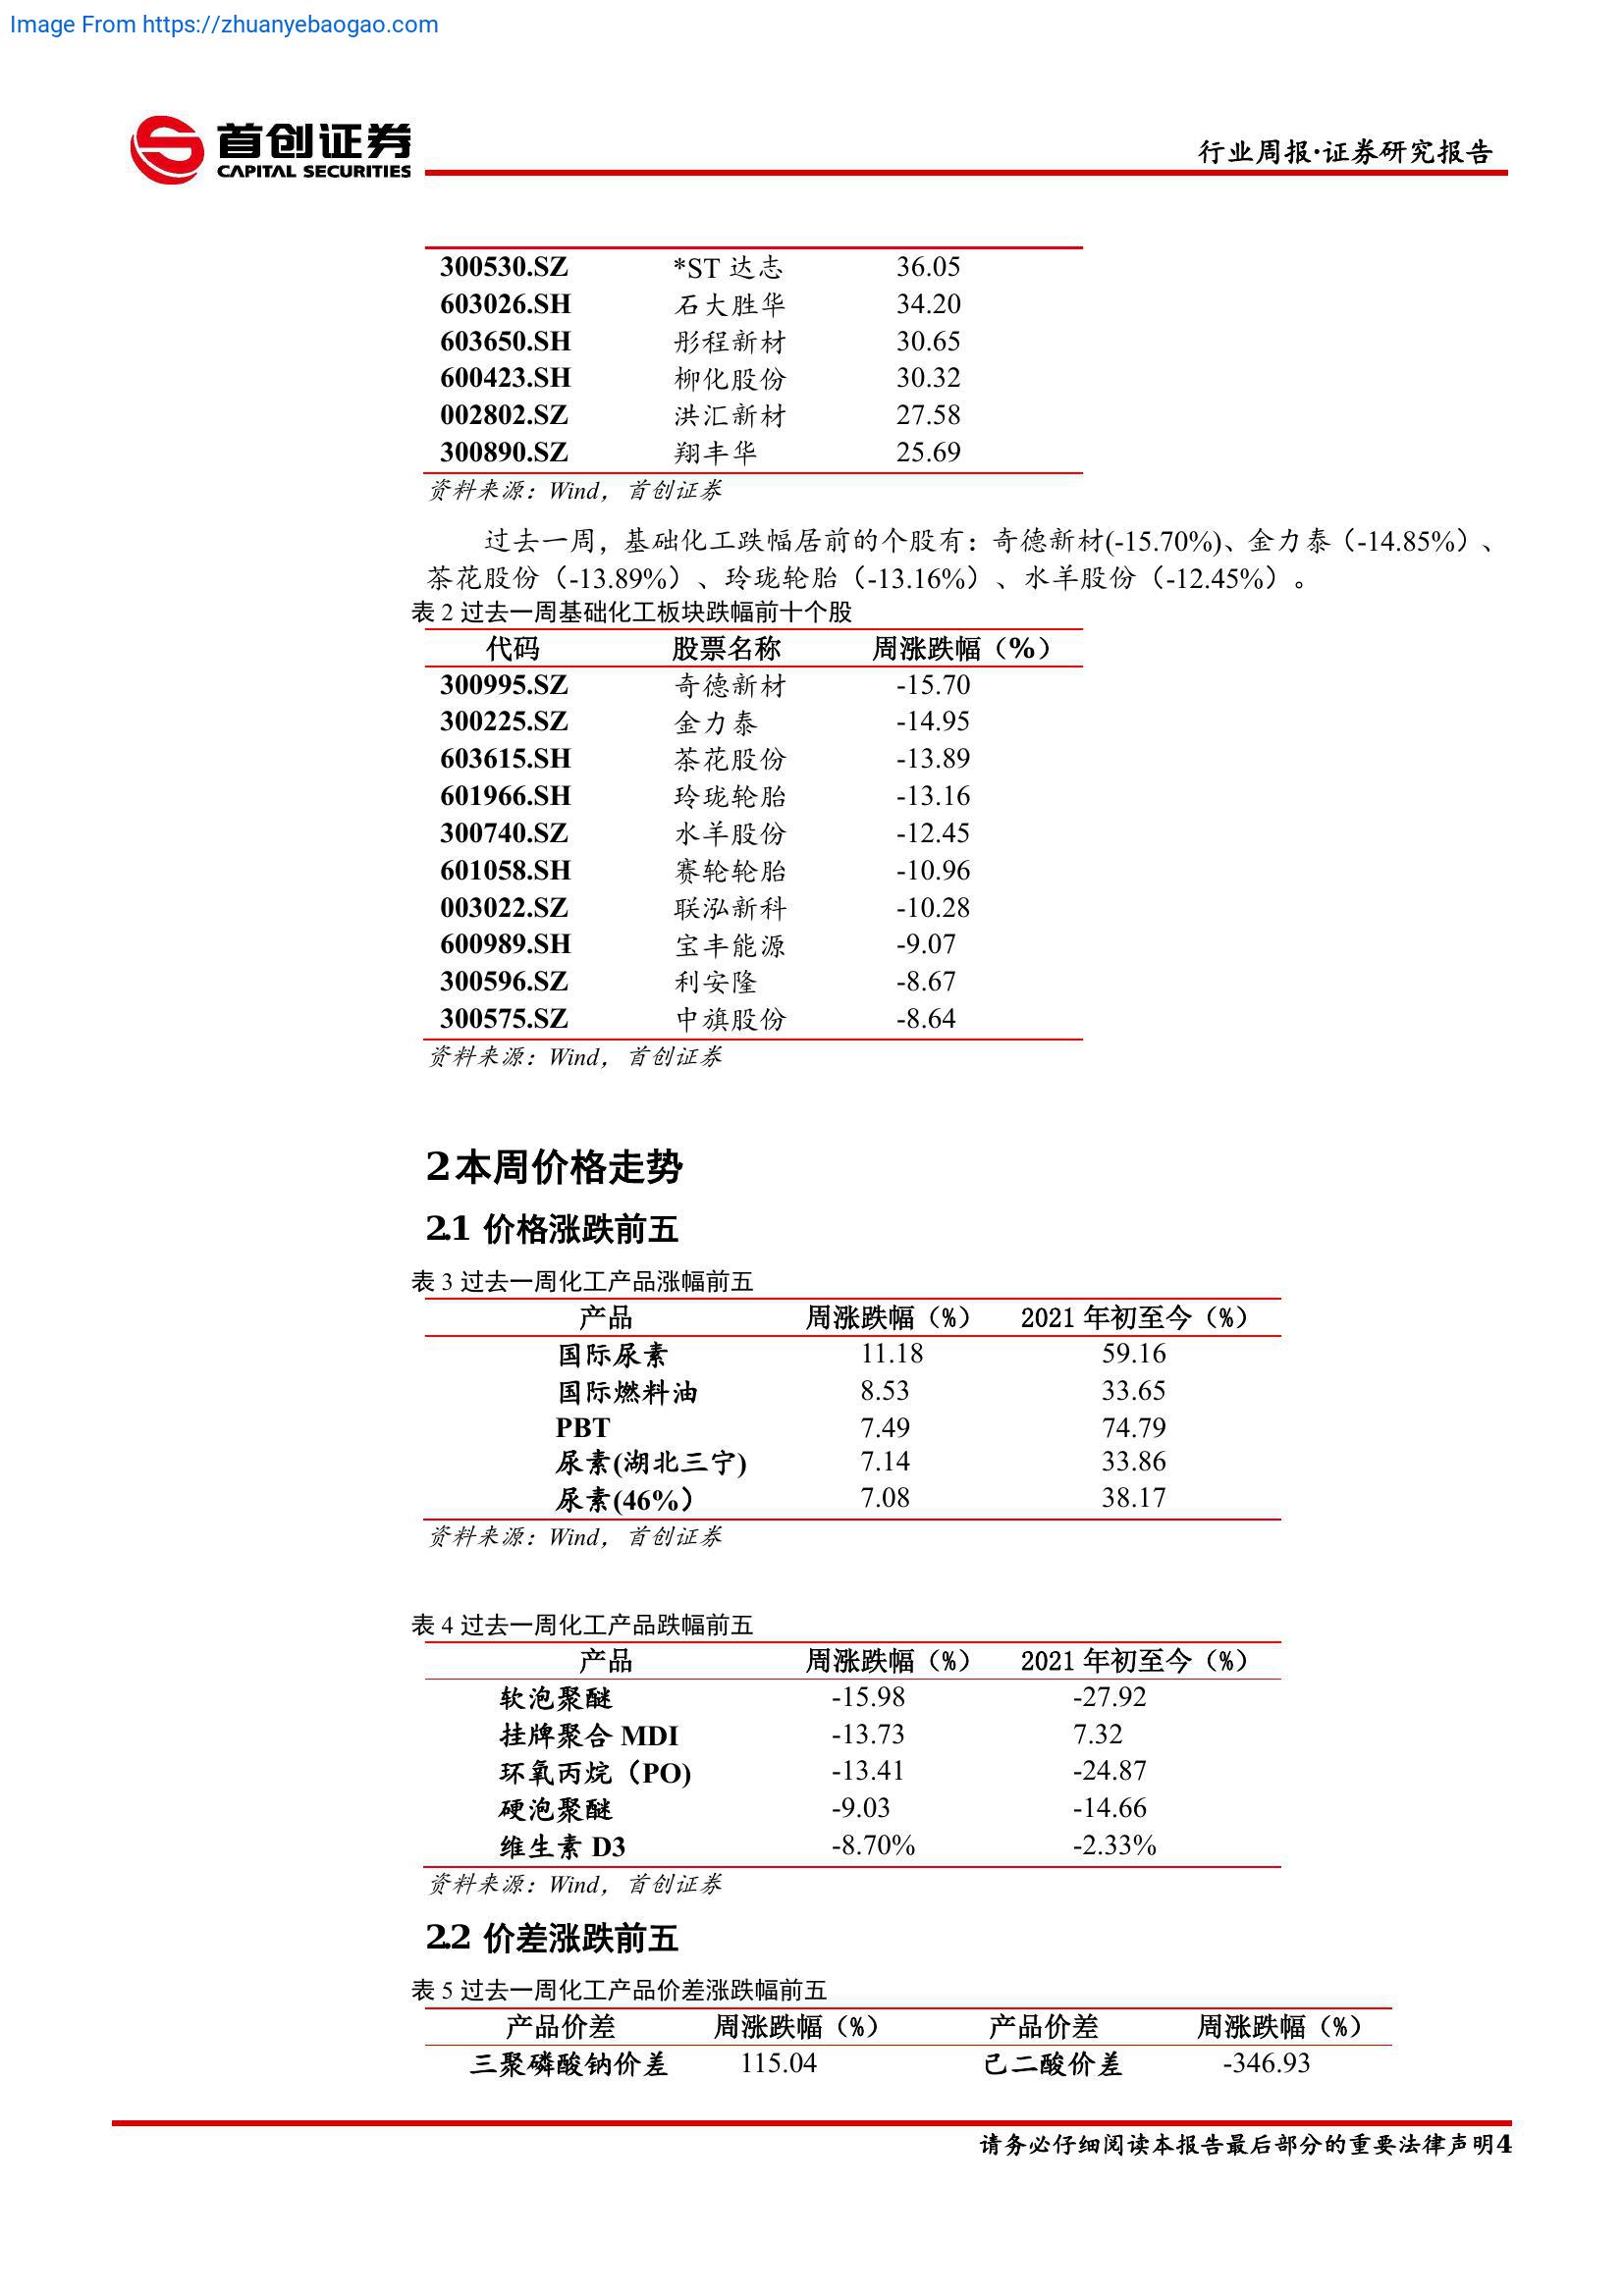 Image From https://zhuanyebaogao.com
首创证券
CAPITAL SECURITIES
行业周报·证券研究报告
300530.SZ *ST 达志 36.05
603026.SH 石大胜华 34.20
603650.SH 彤程新材 30.65
600423.SH 柳化股份 30.32
002802.SZ 洪汇新材 27.58
300890.SZ 翔丰华 25.69
资料来源：Wind，首创证券
过去一周，基础化工跌幅居前的个股有：奇德新材(-15.70%)、金力泰（-14.85%）、
茶花股份（-13.89%）、玲珑轮胎（-13.16%）、水羊股份（-12.45%）。
表 2 过去一周基础化工板块跌幅前十个股
代码 股票名称 周涨跌幅（%）
300995.SZ 奇德新材 -15.70
300225.SZ 金力泰 -14.95
603615.SH 茶花股份 -13.89
601966.SH 玲珑轮胎 -13.16
300740.SZ 水羊股份 -12.45
601058.SH 赛轮轮胎 -10.96
003022.SZ 联泓新科 -10.28
600989.SH 宝丰能源 -9.07
300596.SZ 利安隆 -8.67
300575.SZ 中旗股份 -8.64
资料来源：Wind，首创证券
2 本周价格走势
2.1 价格涨跌前五
表 3 过去一周化工产品涨幅前五
产品 周涨跌幅（%） 2021 年初至今（%）
国际尿素 11.18 59.16
国际燃料油 8.53 33.65
PBT 7.49 74.79
尿素(湖北三宁) 7.14 33.86
尿素(46%） 7.08 38.17
资料来源：Wind，首创证券
表 4 过去一周化工产品跌幅前五
产品 周涨跌幅（%） 2021 年初至今（%）
软泡聚醚 -15.98 -27.92
挂牌聚合 MDI -13.73 7.32
环氧丙烷（PO) -13.41 -24.87
硬泡聚醚 -9.03 -14.66
维生素 D3 -8.70% -2.33%
资料来源：Wind，首创证券
2.2 价差涨跌前五
表 5 过去一周化工产品价差涨跌幅前五
产品价差 周涨跌幅（%） 产品价差 周涨跌幅（%）
三聚磷酸钠价差 115.04 己二酸价差 -346.93
请务必仔细阅读本报告最后部分的重要法律声明4